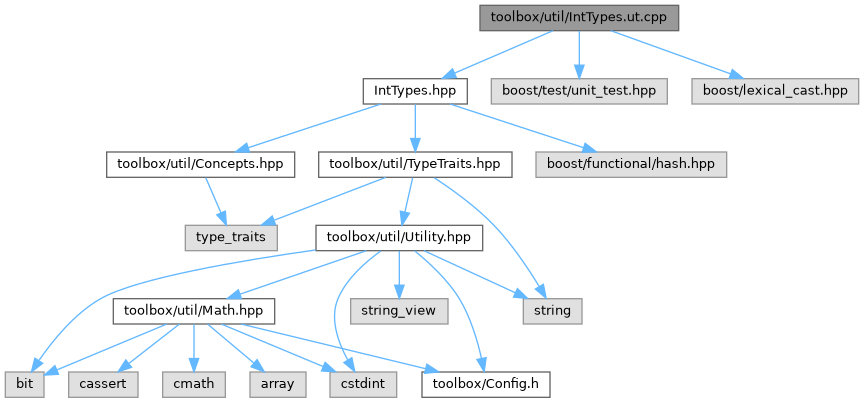 toolbox/util/IntTypes.ut.cpp
IntTypes.hpp
boost/test/unit_test.hpp
boost/lexical_cast.hpp
toolbox/util/Concepts.hpp
toolbox/util/TypeTraits.hpp
boost/functional/hash.hpp
type_traits
toolbox/util/Utility.hpp
toolbox/util/Math.hpp
string_view
string
bit
cassert
cmath
array
cstdint
toolbox/Config.h